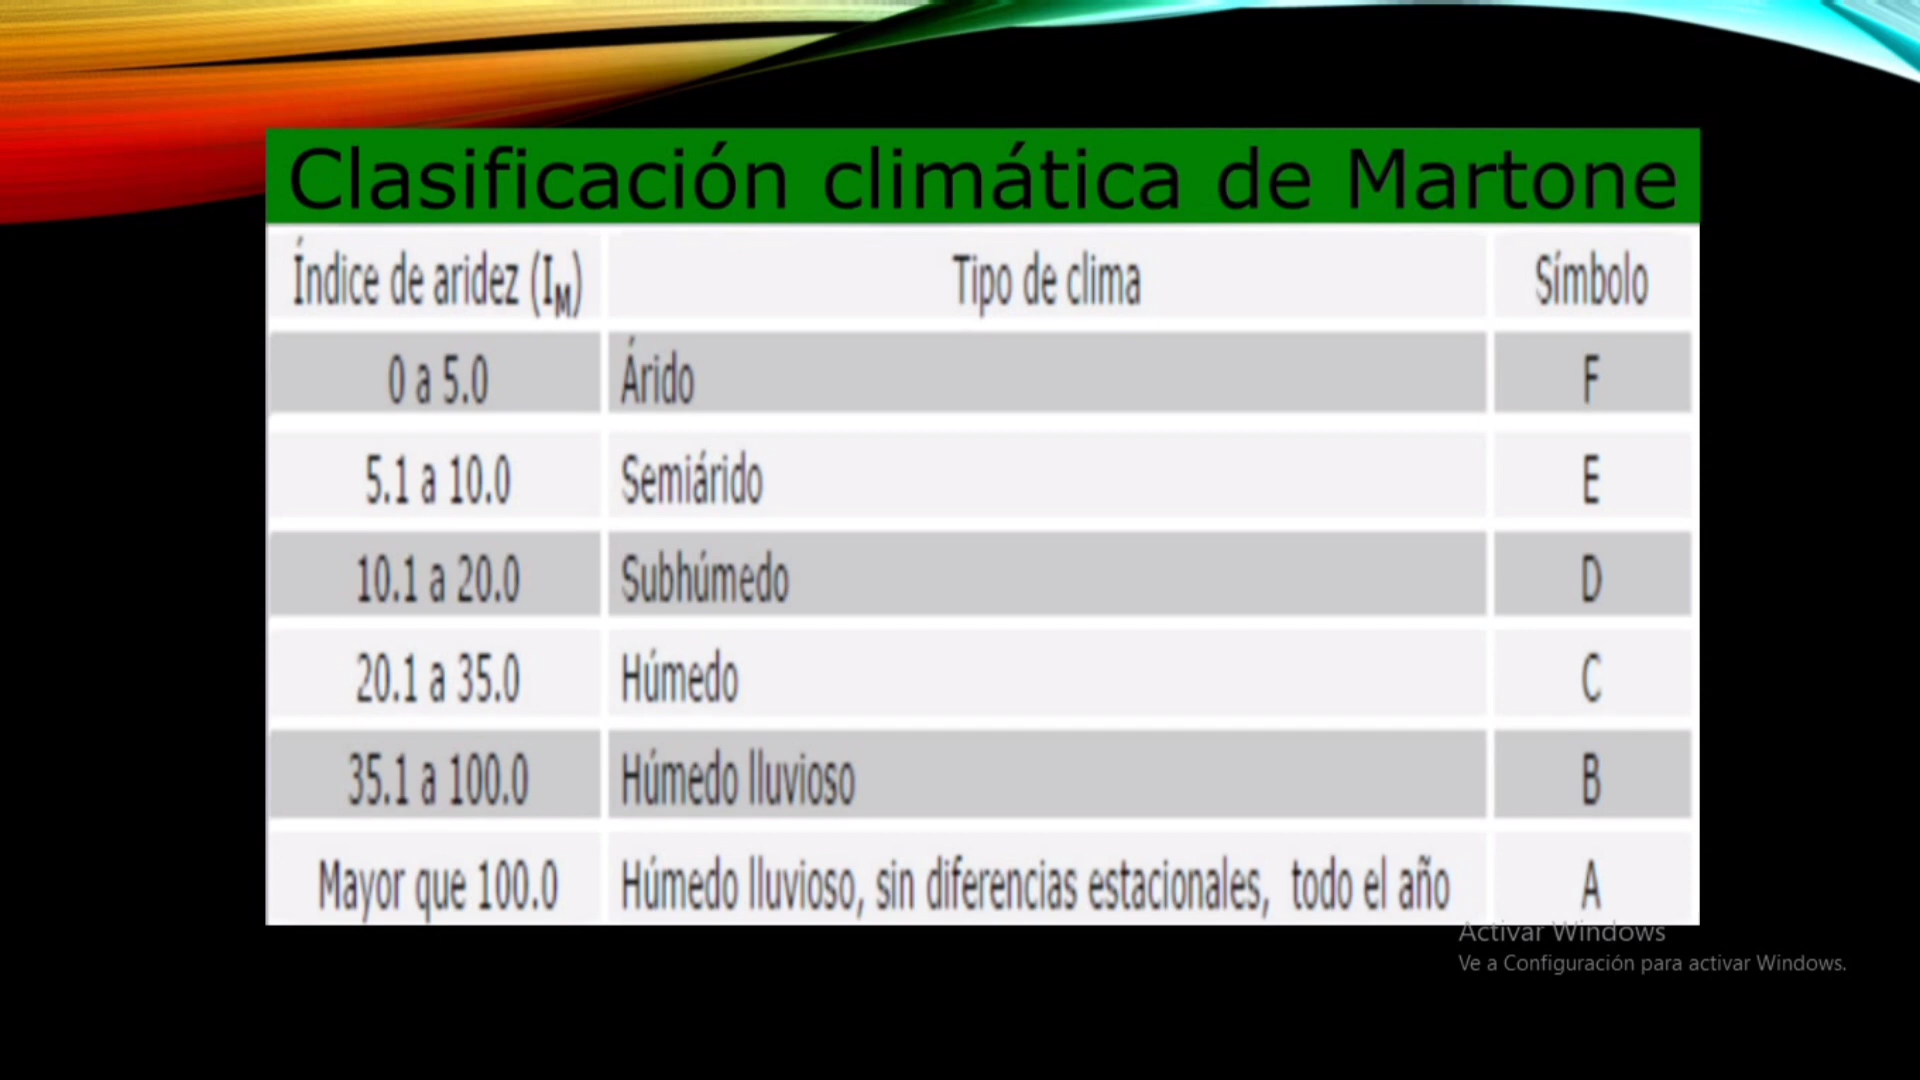 Clasificación climática de Martone
Índice de aridez (IM) Tipo de clima Símbolo
0 a 5.0 Árido F
5.1 a 10.0 Semiárido E
10.1 a 20.0 Subhúmedo D
20.1 a 35.0 Húmedo C
35.1 a 100.0 Húmedo lluvioso B
Mayor que 100.0 Húmedo lluvioso, sin diferencias estacionales, todo el año A
Activar Windows
Ve a Configuración para activar Windows.